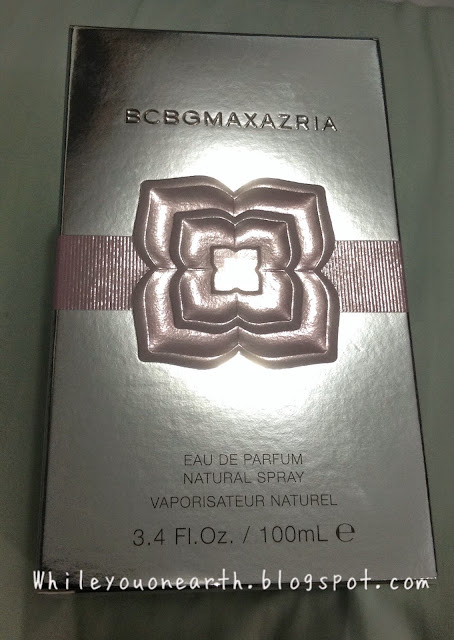 BCBGMAXAZRIA
EAU DE PARFUM
NATURAL SPRAY
VAPORISATEUR NATUREL
3.4 Fl.Oz. / 100mL ℮
Whileyouonearth.blogspot.com